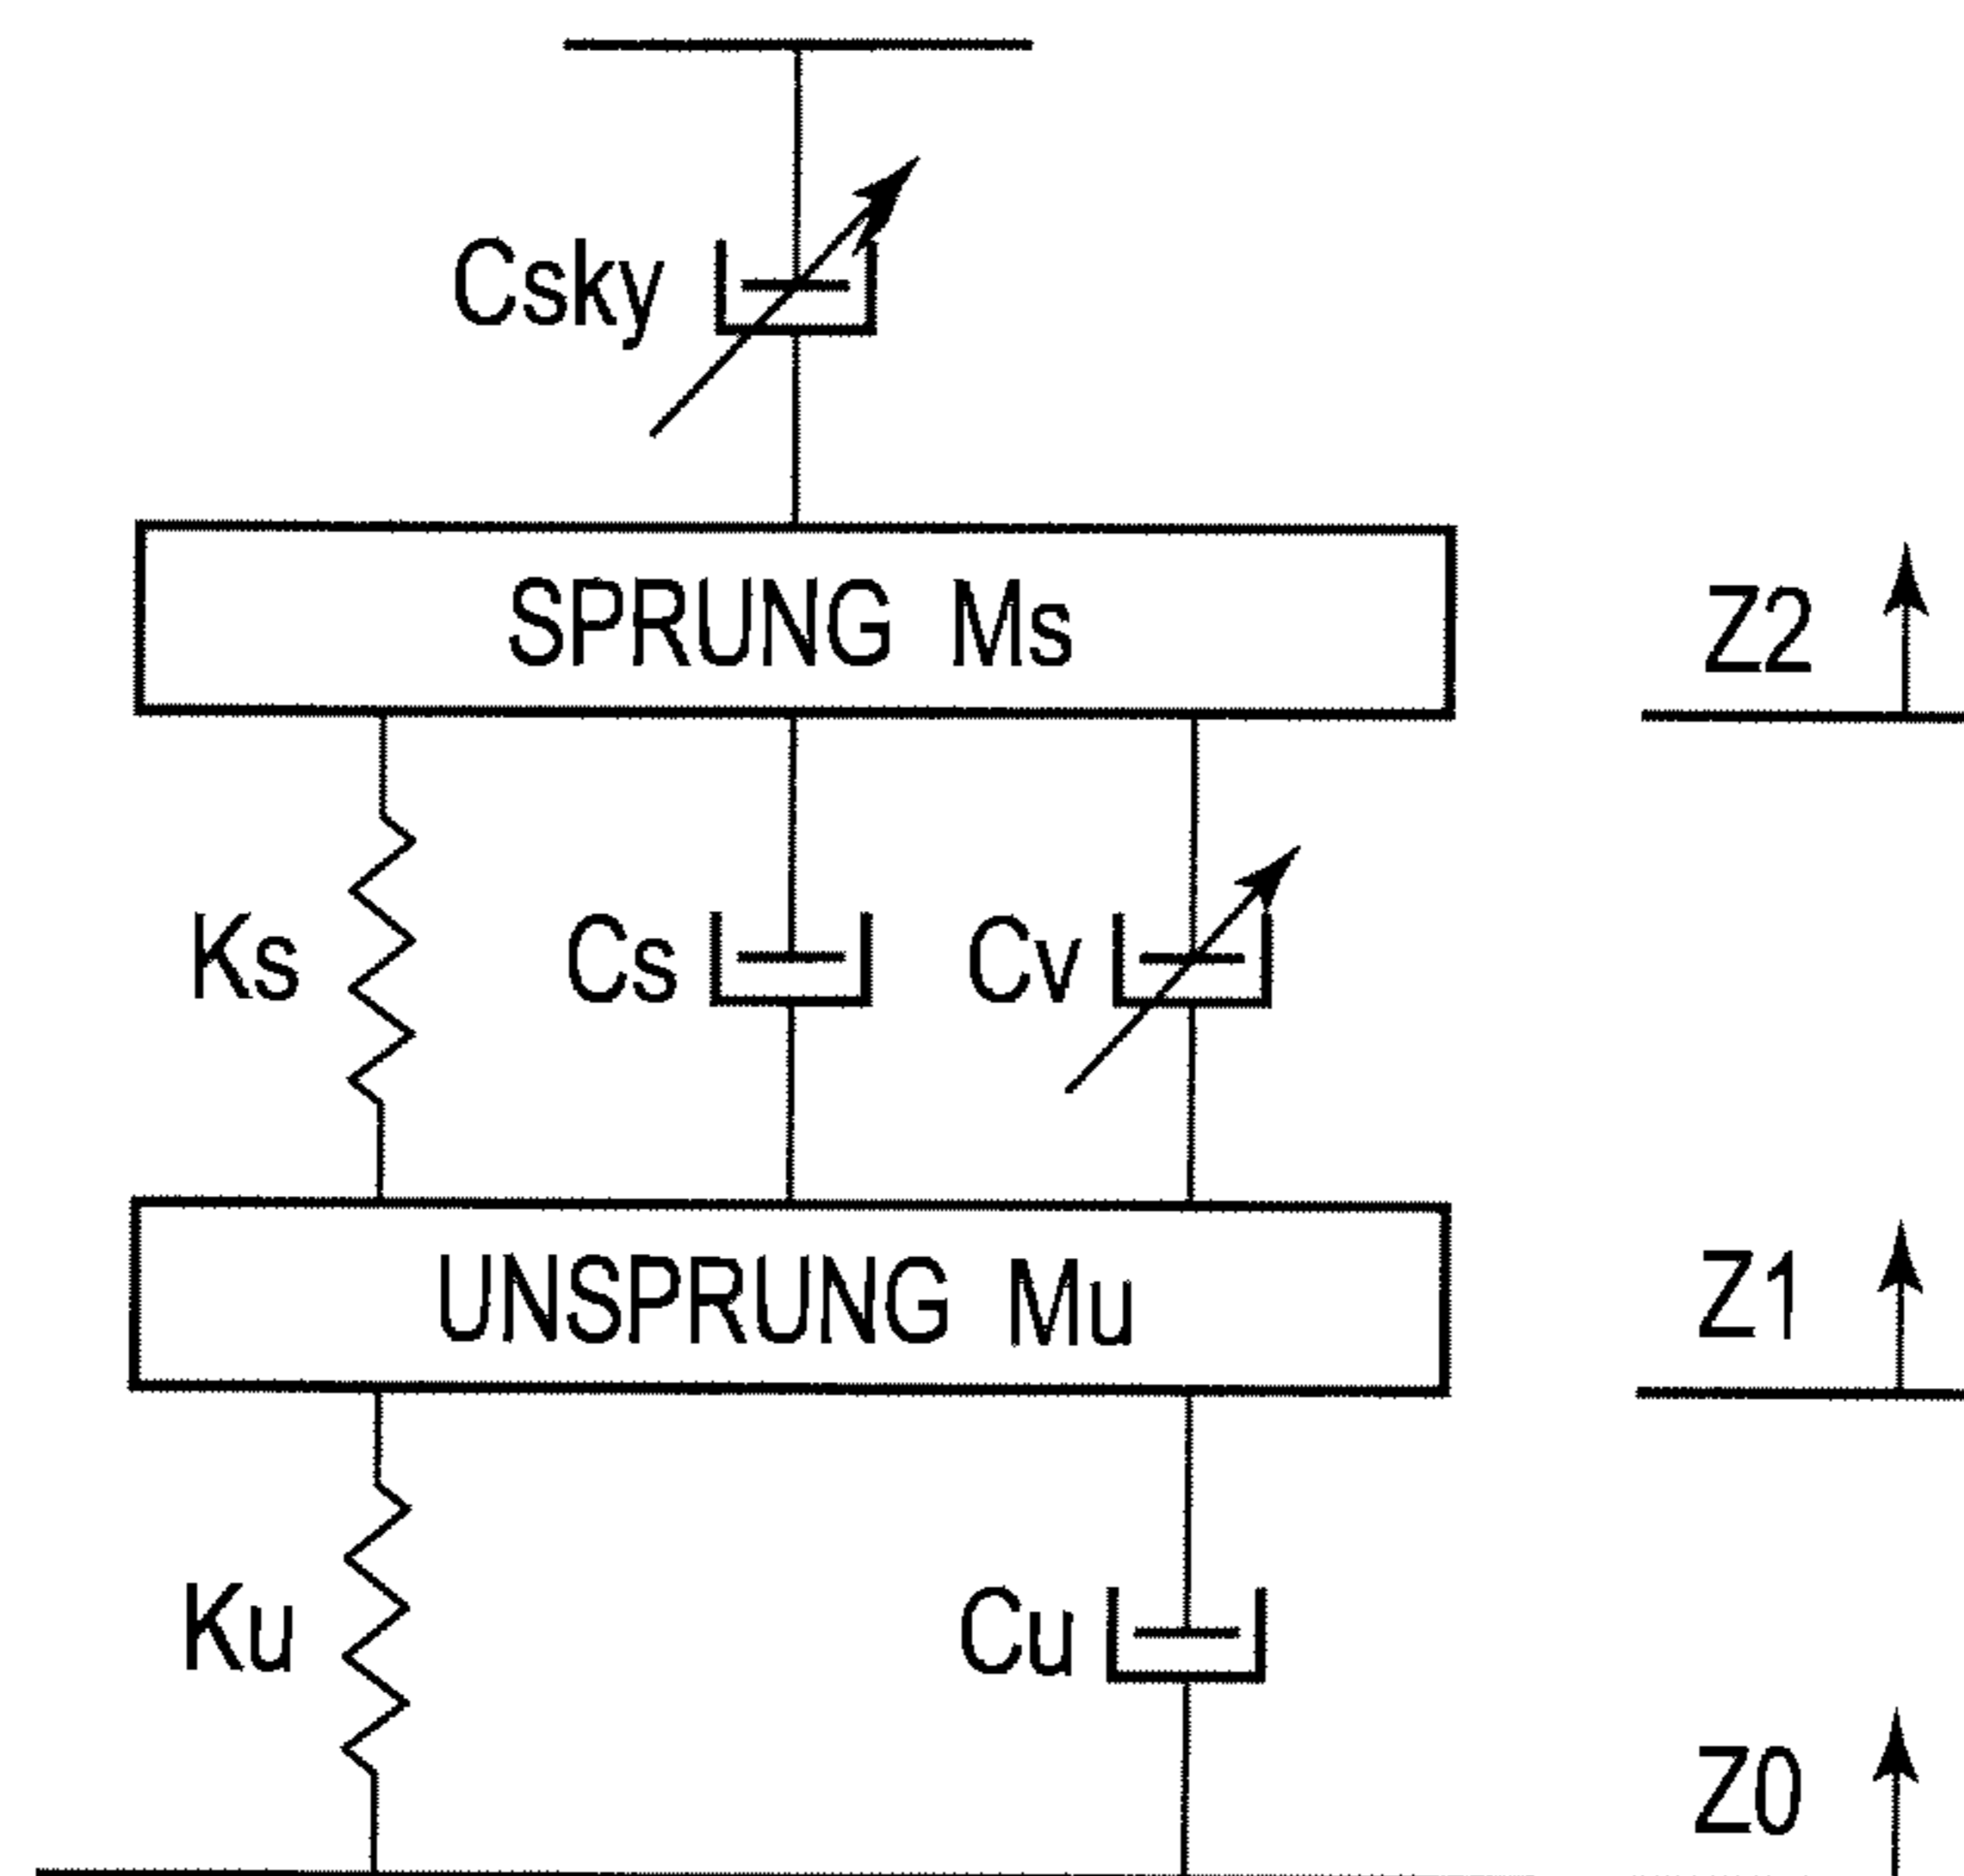 Csky
SPRUNG Ms
Z2
Ks
Cs
Cv
UNSPRUNG Mu
Z1
Ku
Cu
Z0